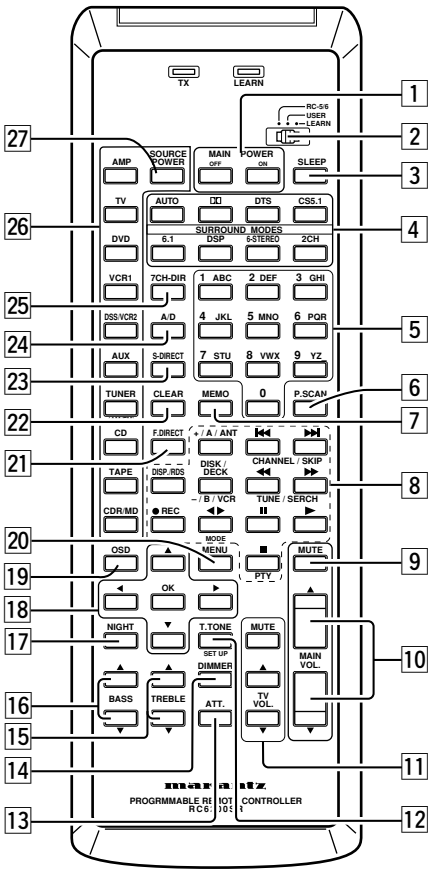 TX LEARN
RC-5/6
USER
LEARN
1
2
27
SOURCE POWER
MAIN POWER
OFF ON
AMP
SLEEP
3
26
TV
AUTO
DTS
CS5.1
SURROUND MODES
4
DVD
6.1
DSP
6-STEREO
2CH
VCR1
7CH-DIR
1 ABC
2 DEF
3 GHI
25
DSS/VCR2
A/D
4 JKL
5 MNO
6 PQR
5
24
AUX
S-DIRECT
7 STU
8 VWX
9 YZ
23
6
TUNER
CLEAR
MEMO
0
P.SCAN
22
7
CD
F.DIRECT
+ / A / ANT
21
DISK / DECK
CHANNEL / SKIP
TAPE
DISP./RDS
8
– / B / VCR
TUNE / SERCH
CDR/MD
REC
20
MODE
OSD
MENU
PTY
MUTE
9
19
18
OK
17
NIGHT
T.TONE
MUTE
SET UP
MAIN VOL.
10
16
BASS
TREBLE
DIMMER
TV VOL.
15
ATT.
14
11
13
12
marantz
PROGRMMABLE REMOTE CONTROLLER